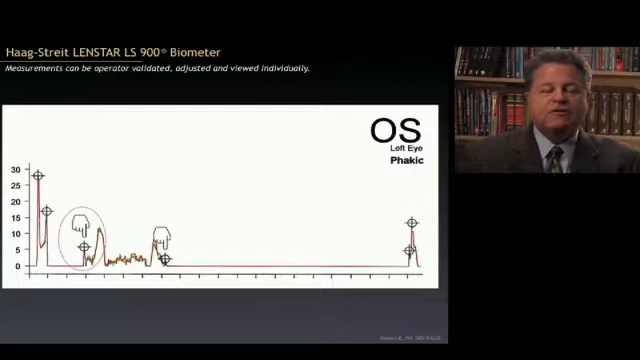 Haag-Streit LENSTAR LS 900® Biometer
Measurements can be operator validated, adjusted and viewed individually.
OS
Left Eye
Phakic
30
25
20
15
10
5
0